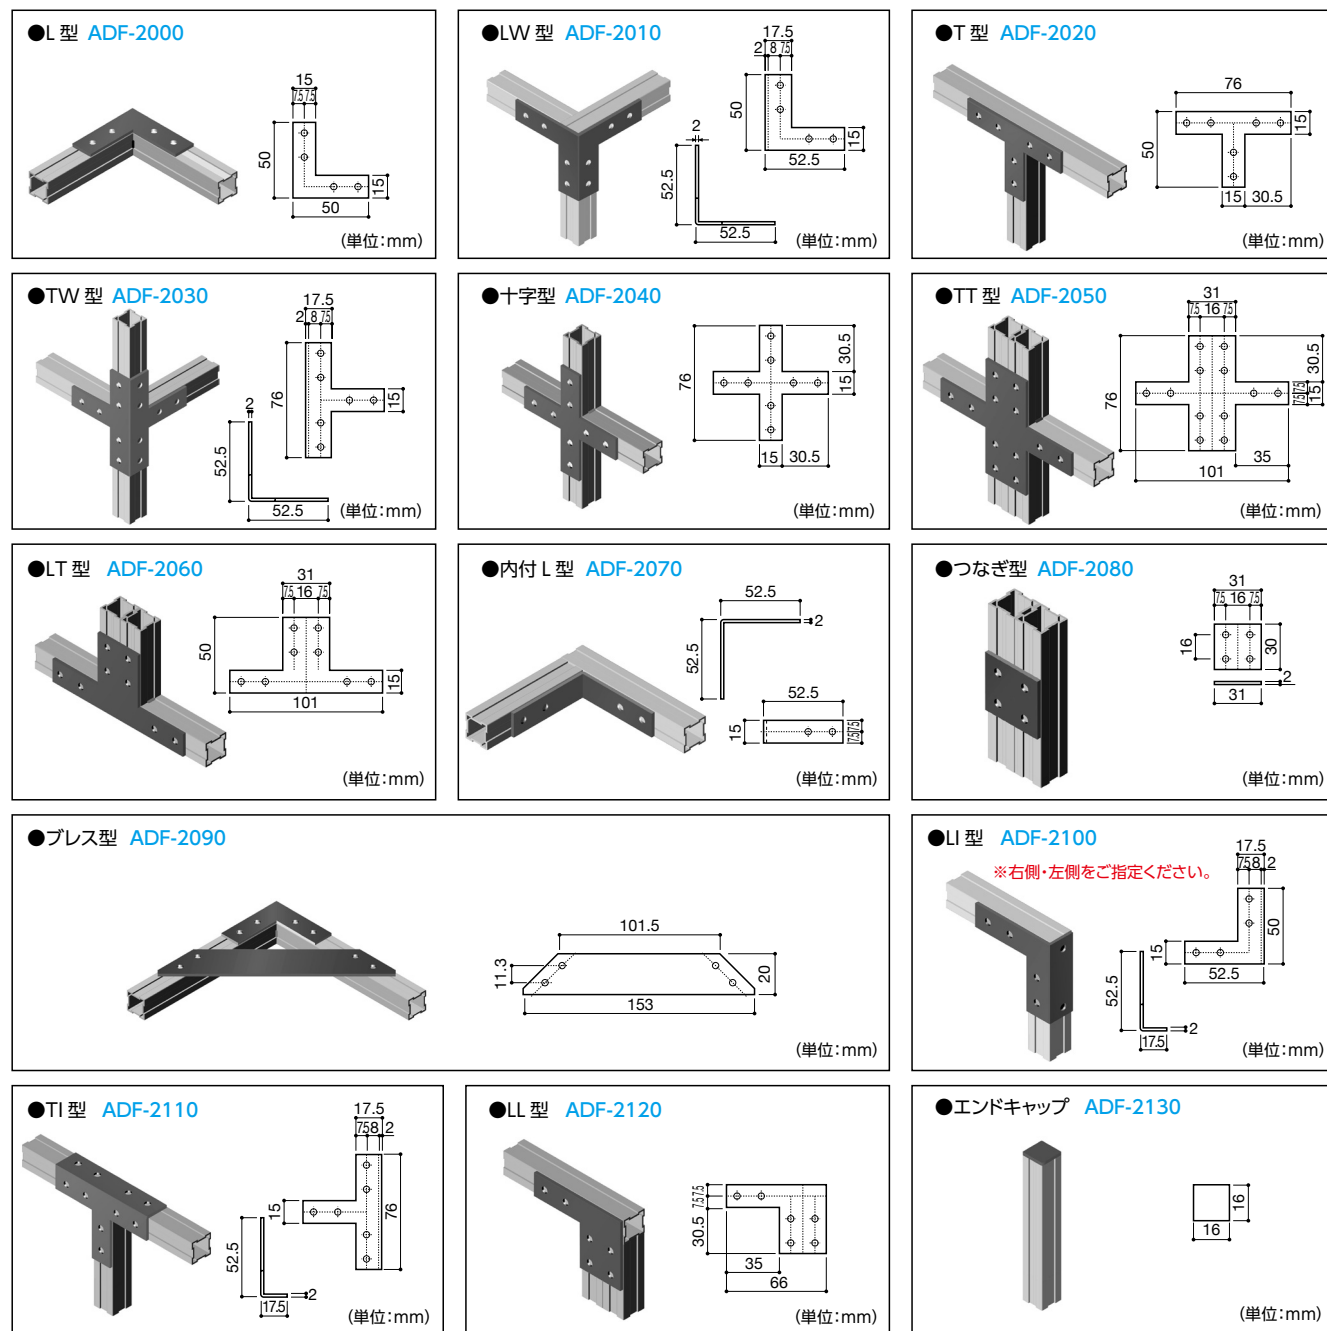 ●L 型 ADF-2000
15
7.5 7.5
50
15
50
(単位：mm)
●LW 型 ADF-2010
17.5
2 8 7.5
50
15
52.5
2
52.5
52.5
(単位：mm)
●T 型 ADF-2020
76
15
50
15 30.5
(単位：mm)
●TW 型 ADF-2030
17.5
2 8 7.5
76
15
2
52.5
52.5
(単位：mm)
●十字型 ADF-2040
76
30.5
15
15 30.5
(単位：mm)
●TT 型 ADF-2050
31
7.5 16 7.5
76
30.5
7.5 7.5 15
35
101
(単位：mm)
●LT 型 ADF-2060
31
7.5 16 7.5
50
15
101
(単位：mm)
●内付 L 型 ADF-2070
52.5
2
52.5
52.5
15
7.5 7.5
(単位：mm)
●つなぎ型 ADF-2080
31
7.5 16 7.5
16
30
2
31
(単位：mm)
●ブレス型 ADF-2090
101.5
11.3
20
153
(単位：mm)
●LI 型 ADF-2100
※右側・左側をご指定ください。
17.5
7.5 8 2
50
15
52.5
52.5
2
17.5
(単位：mm)
●TI 型 ADF-2110
17.5
7.5 8 2
15
76
52.5
2
17.5
(単位：mm)
●LL 型 ADF-2120
7.5 7.5
30.5
35
66
(単位：mm)
●エンドキャップ ADF-2130
16
16
(単位：mm)